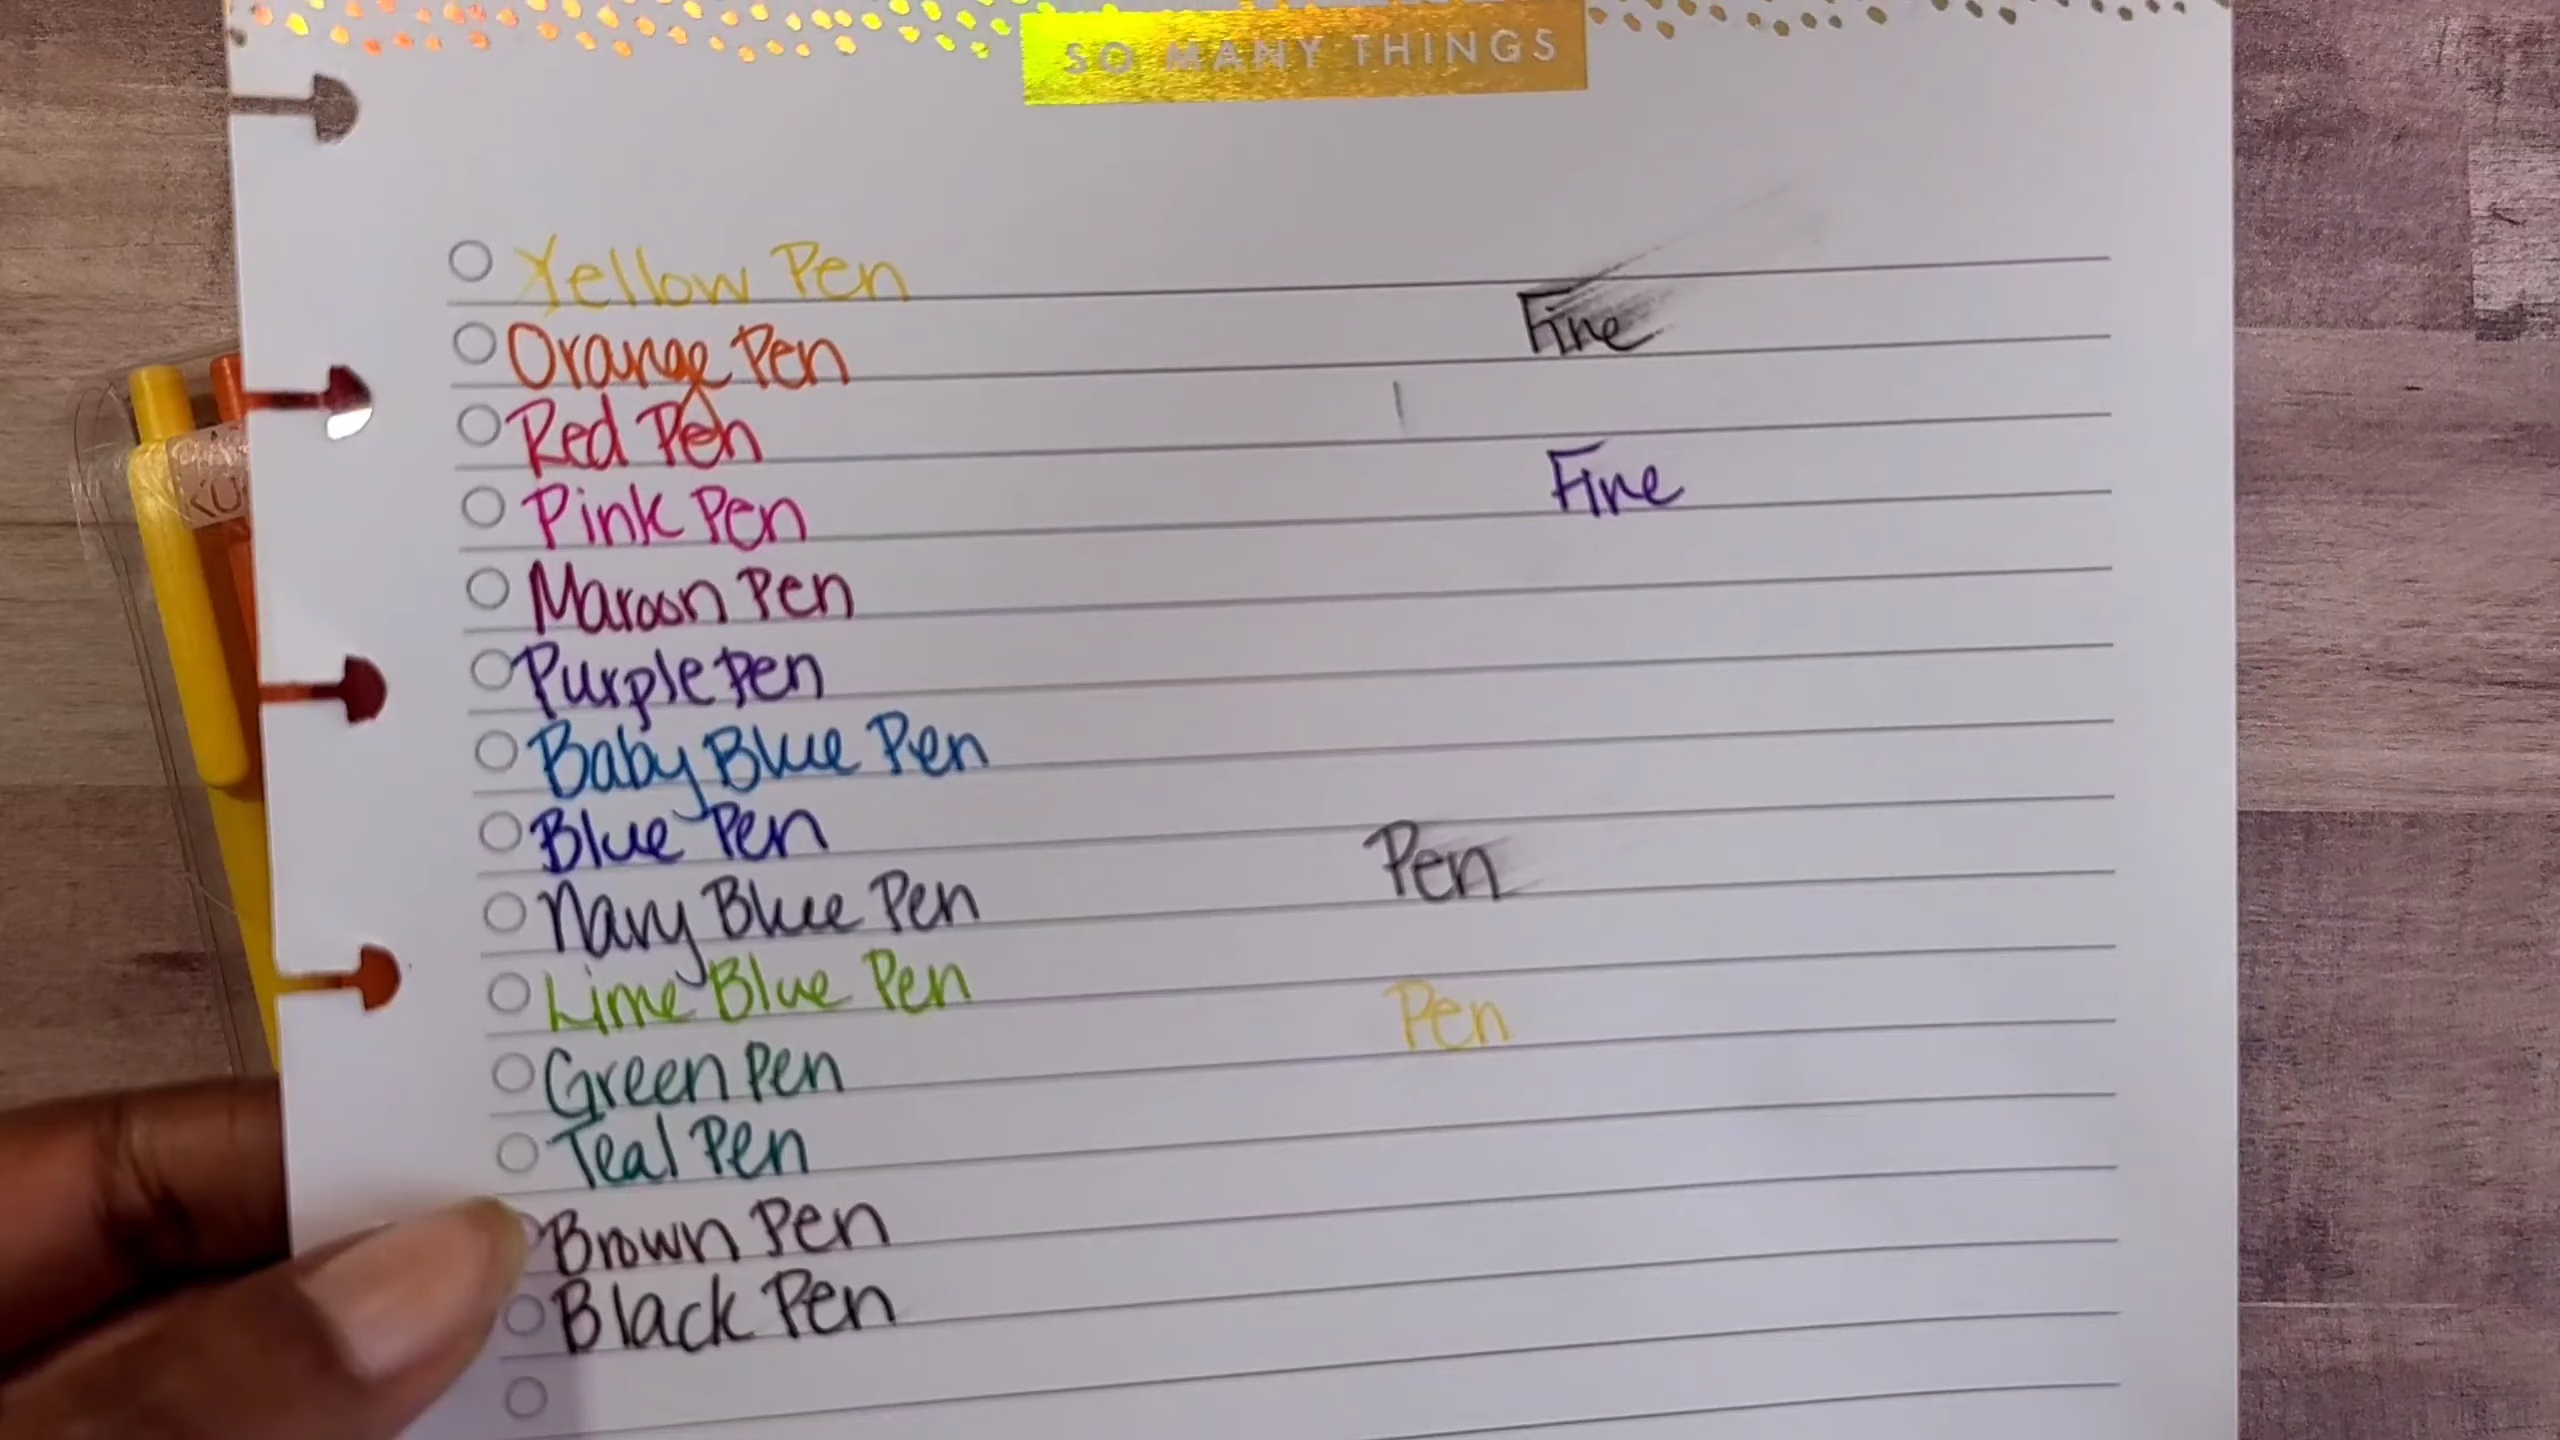 SO MANY THINGS
Yellow Pen
Orange Pen
Fine
Red Pen
Pink Pen
Fine
Maroon Pen
Purple Pen
Baby Blue Pen
Blue Pen
Pen
Navy Blue Pen
Lime Blue Pen
Pen
Green Pen
Teal Pen
Brown Pen
Black Pen